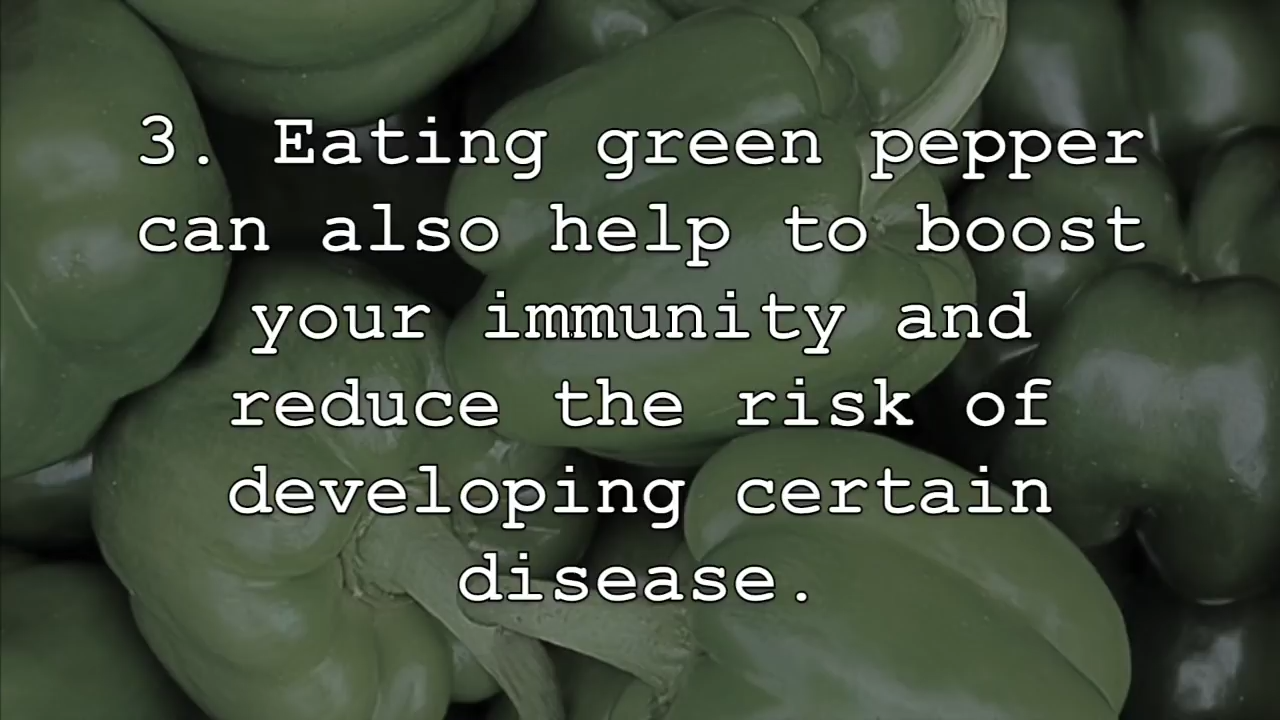 3. Eating green pepper
can also help to boost
your immunity and
reduce the risk of
developing certain
disease.